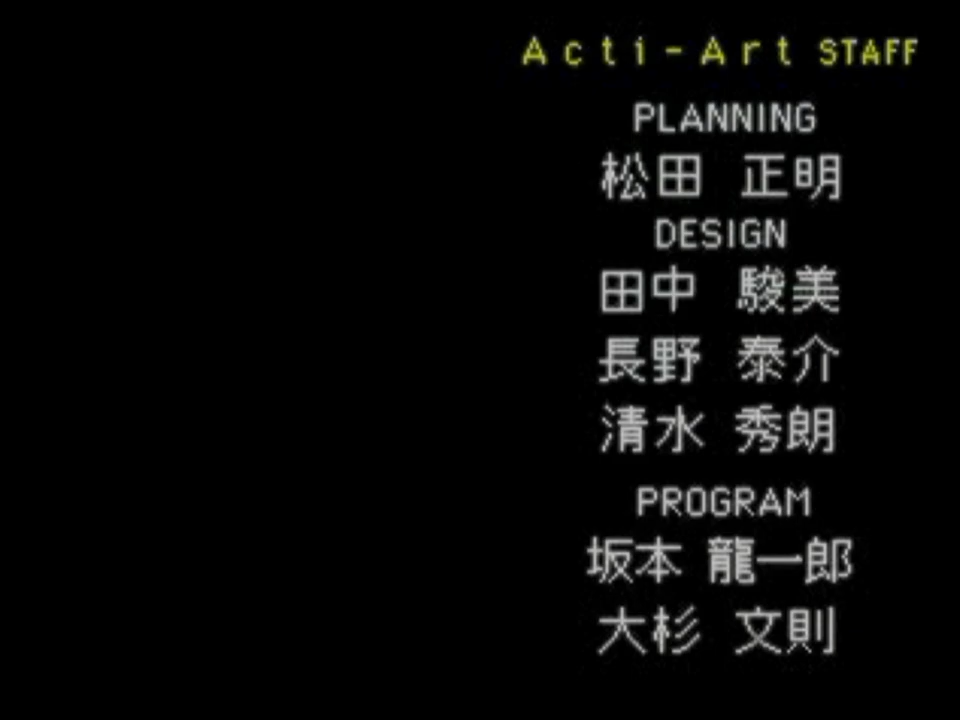 Acti-Art STAFF
PLANNING
松田 正明
DESIGN
田中 駿美
長野 泰介
清水 秀朗
PROGRAM
坂本 龍一郎
大杉 文則